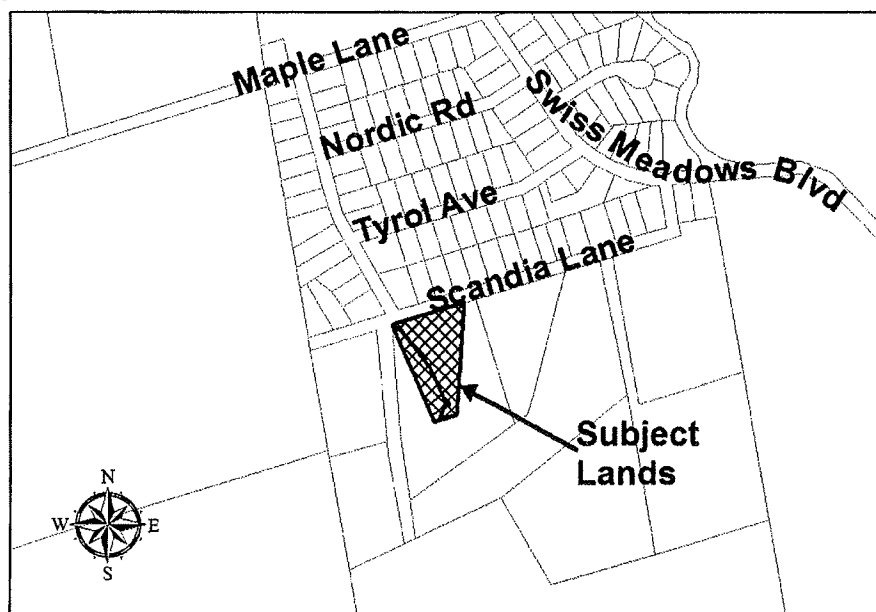 Maple Lane
Nordic Rd
Swiss Meadows Blvd
Tyrol Ave
Scandia Lane
Subject
Lands
N
W
E
S